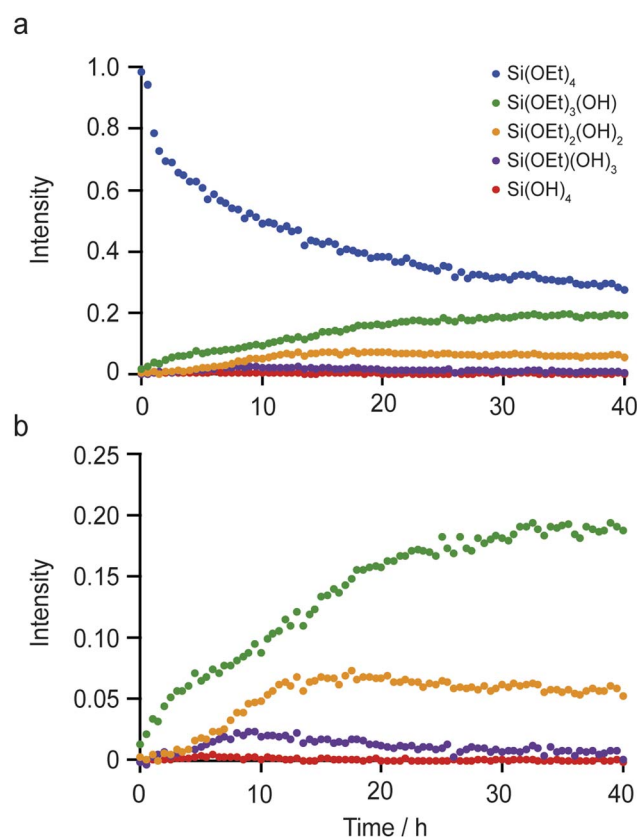 a
1.0
0.8
0.6
0.4
0.2
0
Intensity
Si(OEt)₄
Si(OEt)₃(OH)
Si(OEt)₂(OH)₂
Si(OEt)(OH)₃
Si(OH)₄
0 10 20 30 40
b
0.25
0.20
0.15
0.10
0.05
0
Intensity
0 10 20 30 40
Time / h